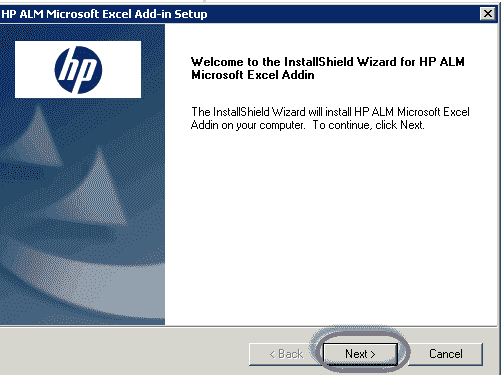 HP ALM Microsoft Excel Add-in Setup
hp
Welcome to the InstallShield Wizard for HP ALM
Microsoft Excel Addin
The InstallShield Wizard will install HP ALM Microsoft Excel
Addin on your computer. To continue, click Next.
< Back
Next >
Cancel